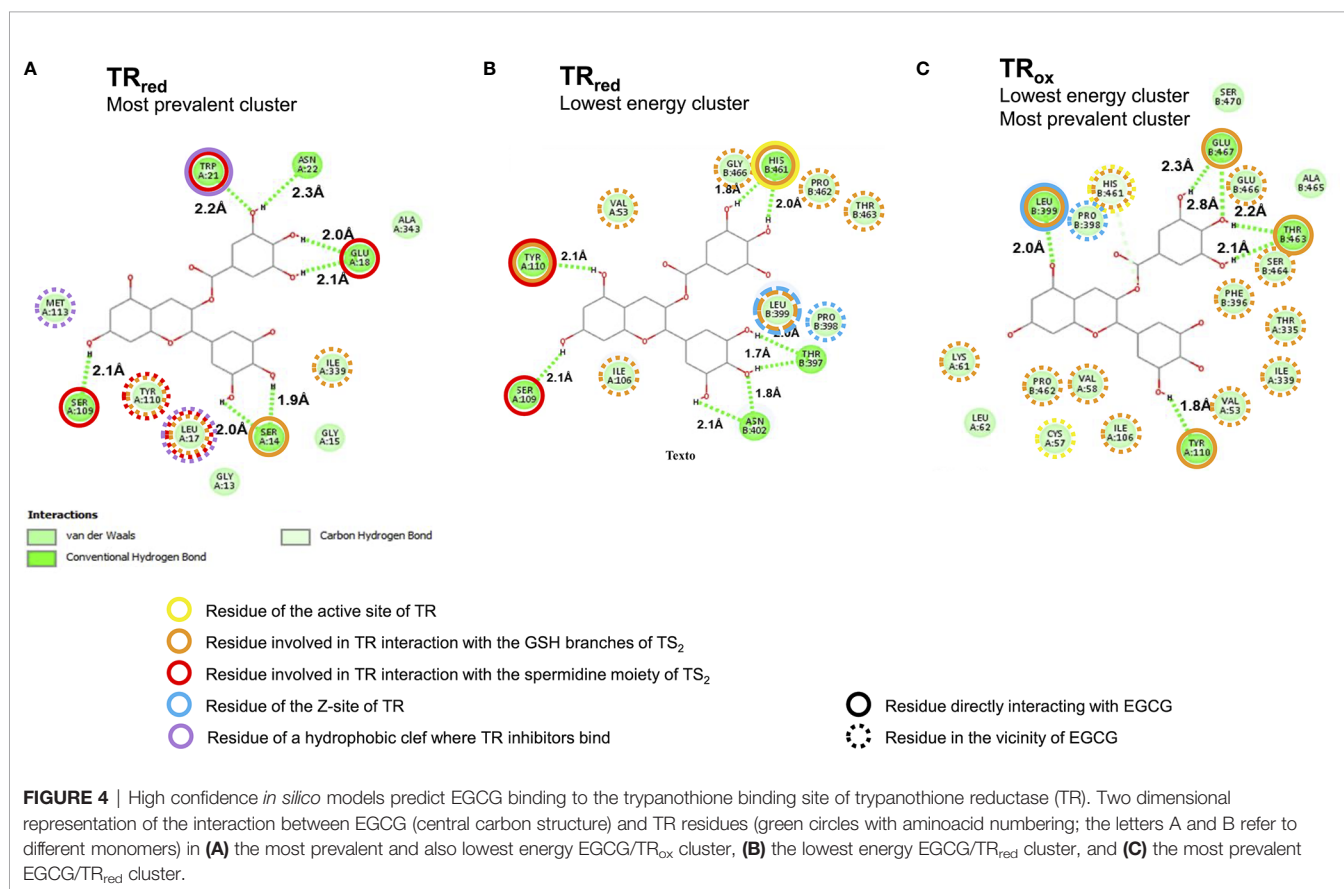 A
TR_red
Most prevalent cluster
TRP
A:21
ASN
A:22
2.3Å
2.2Å
2.0Å
ALA
A:343
GLU
A:18
2.1Å
MET
A:113
2.1Å
ILE
A:339
TYR
A:110
1.9Å
SER
A:109
LEU
A:17
2.0Å
SER
A:14
GLY
A:15
GLY
A:13
B
TR_red
Lowest energy cluster
GLY
B:466
HIS
B:461
PRO
B:462
1.8Å
2.0Å
THR
B:463
VAL
A:53
TYR
A:110
2.1Å
LEU
B:399
PRO
B:398
2.0Å
THR
B:397
1.7Å
ILE
A:106
2.1Å
SER
A:109
1.8Å
2.1Å
ASN
B:402
Texto
C
TR_ox
Lowest energy cluster
Most prevalent cluster
SER
B:470
GLU
B:467
2.3Å
HIS
B:461
GLU
B:466
ALA
B:465
LEU
B:399
PRO
B:398
2.8Å
2.2Å
THR
B:463
2.0Å
2.1Å
SER
B:464
PHE
B:396
THR
A:335
LYS
A:61
ILE
A:339
PRO
B:462
VAL
A:58
VAL
A:53
1.8Å
LEU
A:62
CYS
A:57
ILE
A:106
TYR
A:110
Interactions
van der Waals
Carbon Hydrogen Bond
Conventional Hydrogen Bond
Residue of the active site of TR
Residue involved in TR interaction with the GSH branches of TS₂
Residue involved in TR interaction with the spermidine moiety of TS₂
Residue of the Z-site of TR
Residue directly interacting with EGCG
Residue of a hydrophobic clef where TR inhibitors bind
Residue in the vicinity of EGCG
FIGURE 4 | High confidence in silico models predict EGCG binding to the trypanothione binding site of trypanothione reductase (TR). Two dimensional
representation of the interaction between EGCG (central carbon structure) and TR residues (green circles with aminoacid numbering; the letters A and B refer to
different monomers) in (A) the most prevalent and also lowest energy EGCG/TR_ox cluster, (B) the lowest energy EGCG/TR_red cluster, and (C) the most prevalent
EGCG/TR_red cluster.